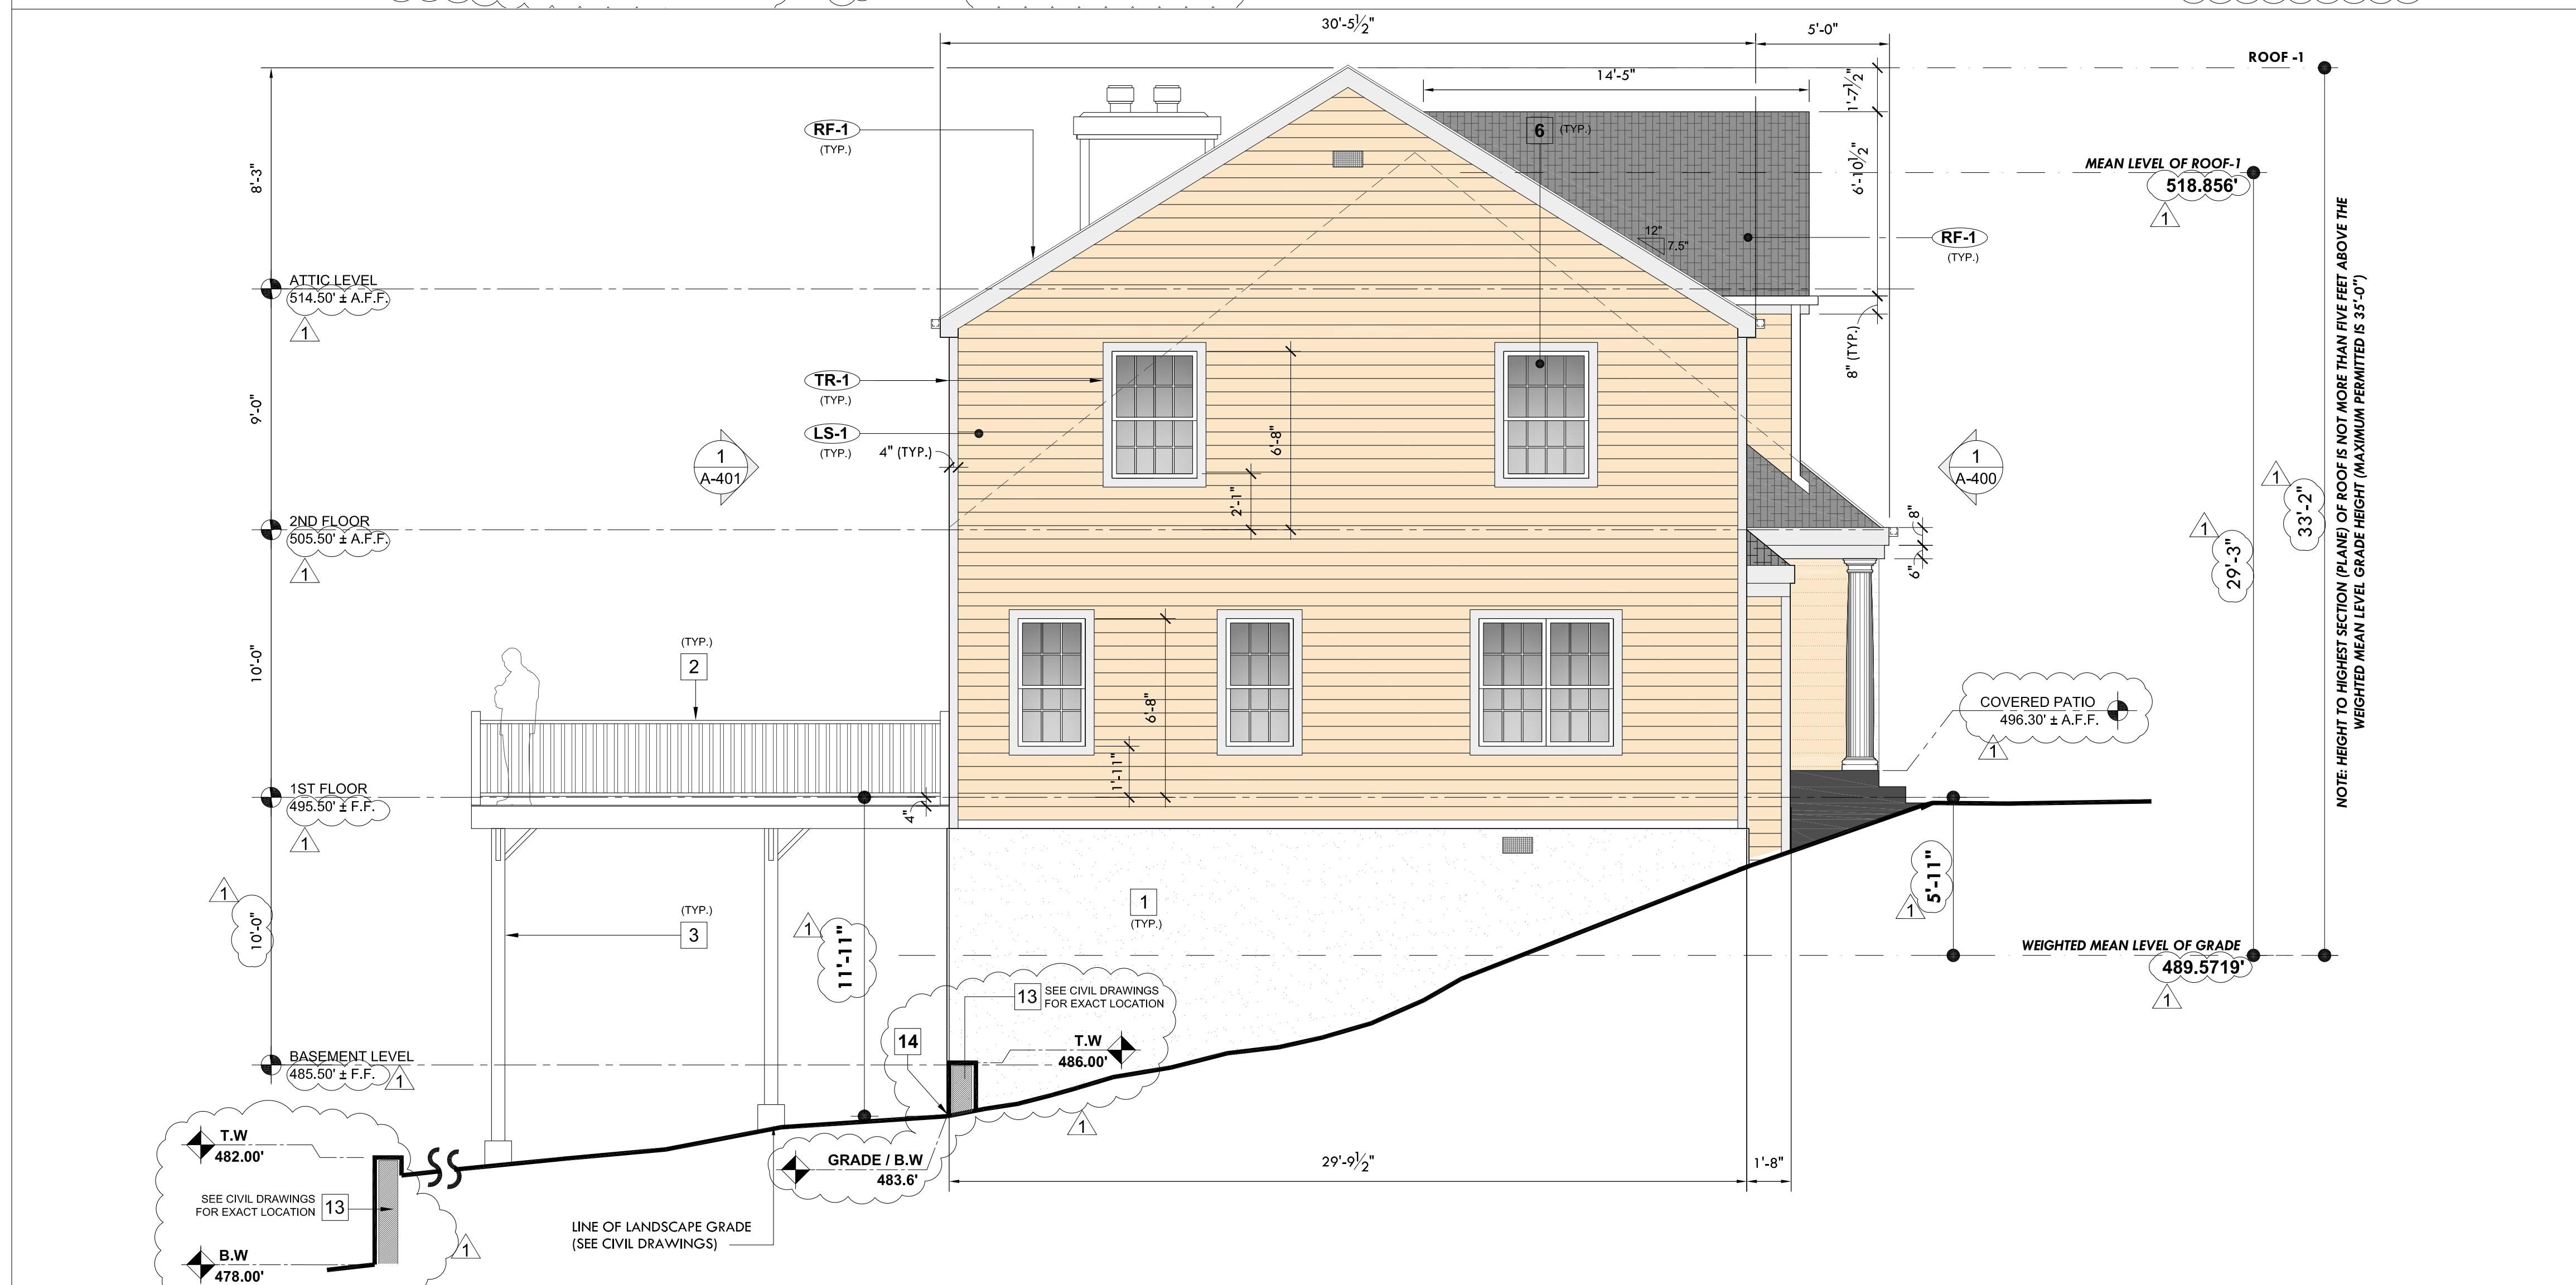 30'-5½"
5'-0"
ROOF -1
14'-5"
1'-7½"
RF-1
(TYP.)
6 (TYP.)
8'-3"
6'-10½"
MEAN LEVEL OF ROOF-1
518.856'
1
12"
7.5"
RF-1
(TYP.)
ATTIC LEVEL
514.50' ± A.F.F.
1
8" (TYP.)
TR-1
(TYP.)
9'-0"
LS-1
(TYP.)
4" (TYP.)
6'-8"
2'-1"
1
A-401
1
A-400
1
33'-2"
1
29'-3"
NOTE: HEIGHT TO HIGHEST SECTION (PLANE) OF ROOF IS NOT MORE THAN FIVE FEET ABOVE THE
WEIGHTED MEAN LEVEL GRADE HEIGHT (MAXIMUM PERMITTED IS 35'-0")
2ND FLOOR
505.50' ± A.F.F.
1
8"
6"
10'-0"
(TYP.)
2
6'-8"
1'-11"
COVERED PATIO
496.30' ± A.F.F.
1
1ST FLOOR
495.50' ± F.F.
1
4"
5'-11"
1
1
10'-0"
(TYP.)
3
1
11'-11"
1
(TYP.)
WEIGHTED MEAN LEVEL OF GRADE
489.5719'
1
13 SEE CIVIL DRAWINGS
FOR EXACT LOCATION
14
T.W
486.00'
1
BASEMENT LEVEL
485.50' ± F.F.
1
T.W
482.00'
GRADE / B.W
483.6'
29'-9½"
1'-8"
SEE CIVIL DRAWINGS
FOR EXACT LOCATION
13
LINE OF LANDSCAPE GRADE
(SEE CIVIL DRAWINGS)
1
B.W
478.00'